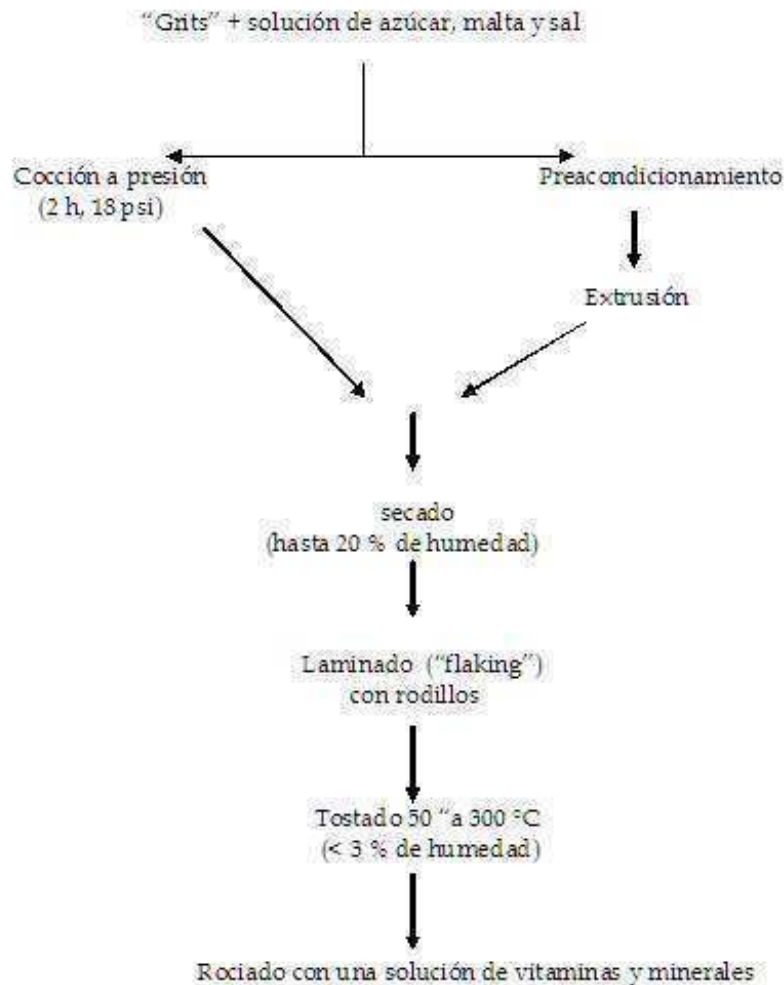 “Grits” + solución de azúcar, malta y sal
Cocción a presión
(2 h, 18 psi)
Preacondicionamiento
Extrusión
secado
(hasta 20 % de humedad)
Laminado (“flaking”)
con rodillos
Tostado 50 “a 300 °C
(< 3 % de humedad)
Rociado con una solución de vitaminas y minerales